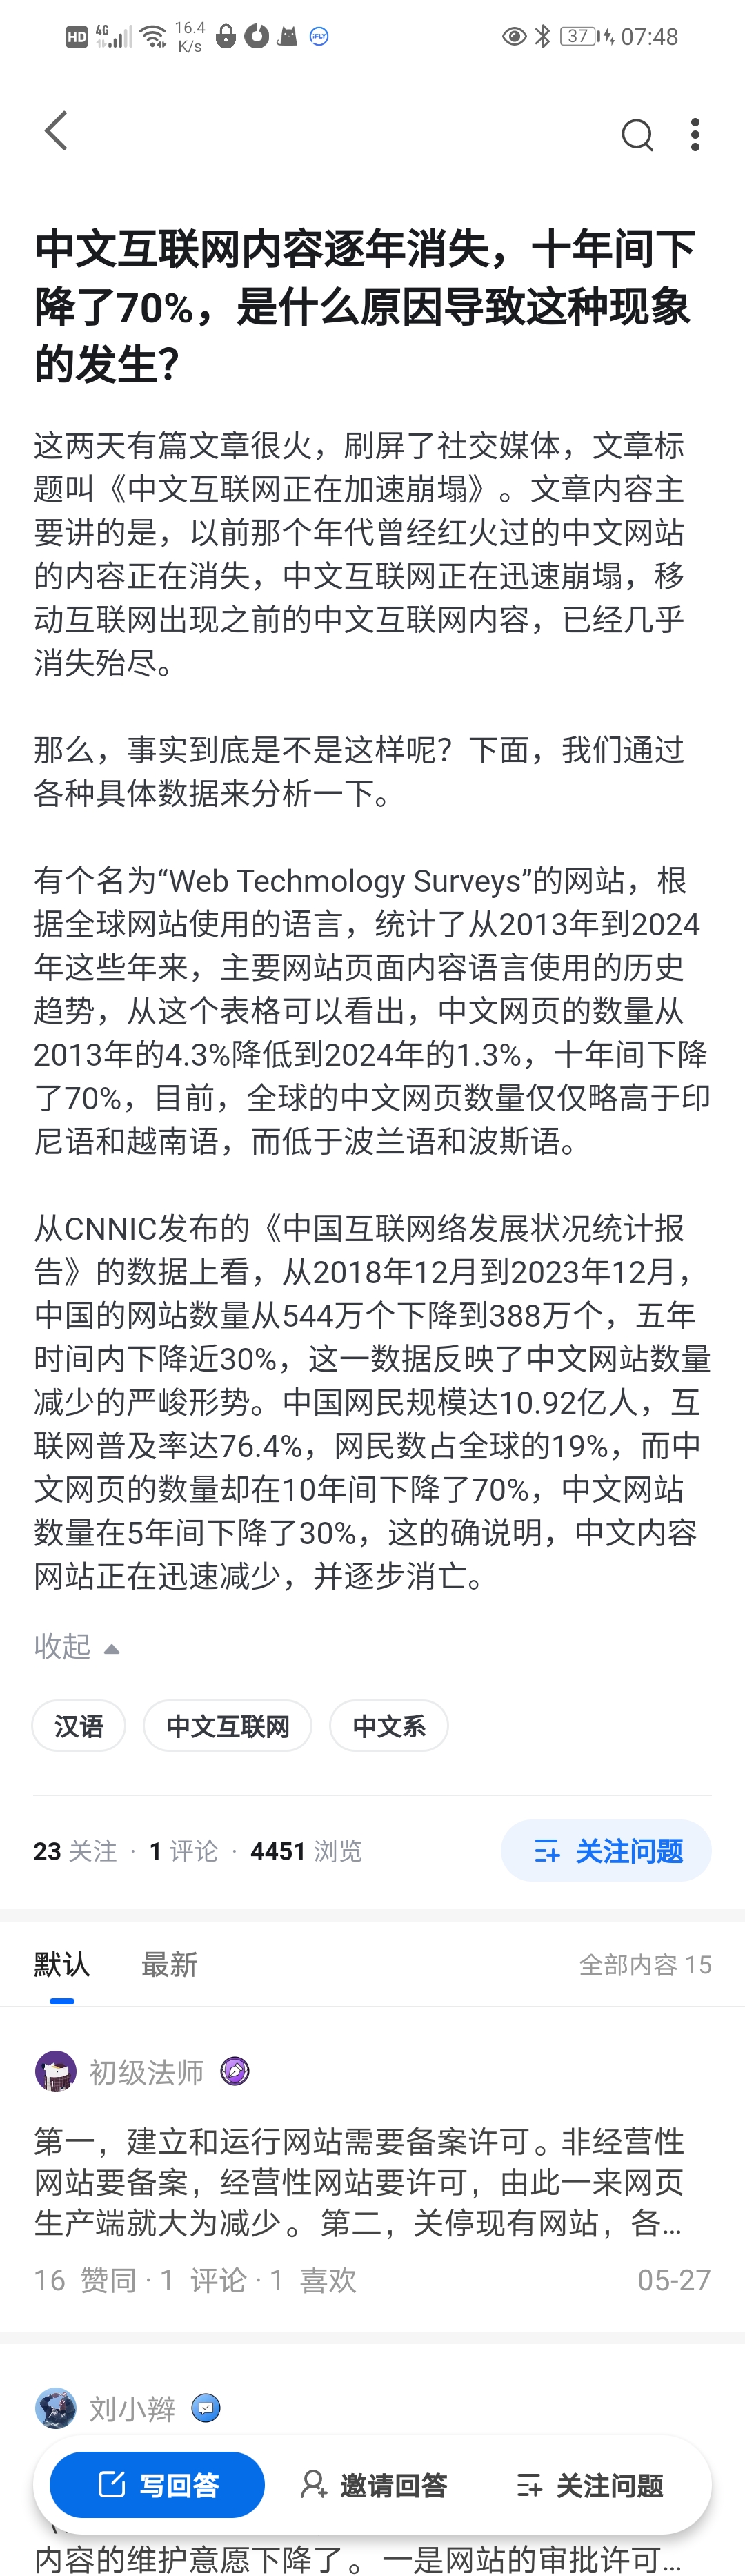 HD 4G 16.4 K/s iFLY 37 07:48
中文互联网内容逐年消失，十年间下
降了70%，是什么原因导致这种现象
的发生？
这两天有篇文章很火，刷屏了社交媒体，文章标
题叫《中文互联网正在加速崩塌》。文章内容主
要讲的是，以前那个年代曾经红火过的中文网站
的内容正在消失，中文互联网正在迅速崩塌，移
动互联网出现之前的中文互联网内容，已经几乎
消失殆尽。
那么，事实到底是不是这样呢？下面，我们通过
各种具体数据来分析一下。
有个名为“Web Techmology Surveys”的网站，根
据全球网站使用的语言，统计了从2013年到2024
年这些年来，主要网站页面内容语言使用的历史
趋势，从这个表格可以看出，中文网页的数量从
2013年的4.3%降低到2024年的1.3%，十年间下降
了70%，目前，全球的中文网页数量仅仅略高于印
尼语和越南语，而低于波兰语和波斯语。
从CNNIC发布的《中国互联网络发展状况统计报
告》的数据上看，从2018年12月到2023年12月，
中国的网站数量从544万个下降到388万个，五年
时间内下降近30%，这一数据反映了中文网站数量
减少的严峻形势。中国网民规模达10.92亿人，互
联网普及率达76.4%，网民数占全球的19%，而中
文网页的数量却在10年间下降了70%，中文网站
数量在5年间下降了30%，这的确说明，中文内容
网站正在迅速减少，并逐步消亡。
收起
汉语 中文互联网 中文系
23 关注 · 1 评论 · 4451 浏览 关注问题
默认 最新 全部内容 15
初级法师
第一，建立和运行网站需要备案许可。非经营性
网站要备案，经营性网站要许可，由此一来网页
生产端就大为减少。第二，关停现有网站，各...
16 赞同 · 1 评论 · 1 喜欢 05-27
刘小辫
写回答 邀请回答 关注问题
内容的维护意愿下降了。一是网站的审批许可...